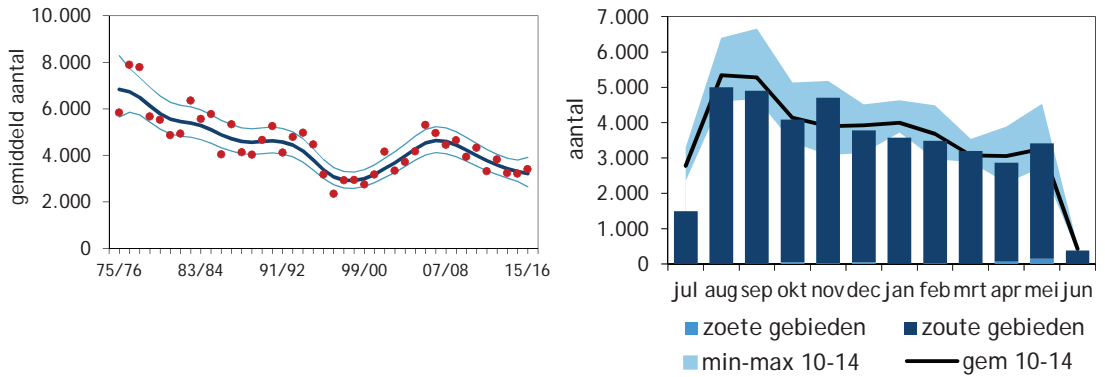 gemiddeld aantal
10.000
8.000
6.000
4.000
2.000
0
75/76 83/84 91/92 99/00 07/08 15/16
aantal
7.000
6.000
5.000
4.000
3.000
2.000
1.000
0
jul aug sep okt nov dec jan feb mrt apr mei jun
zoete gebieden zoute gebieden
min-max 10-14 gem 10-14